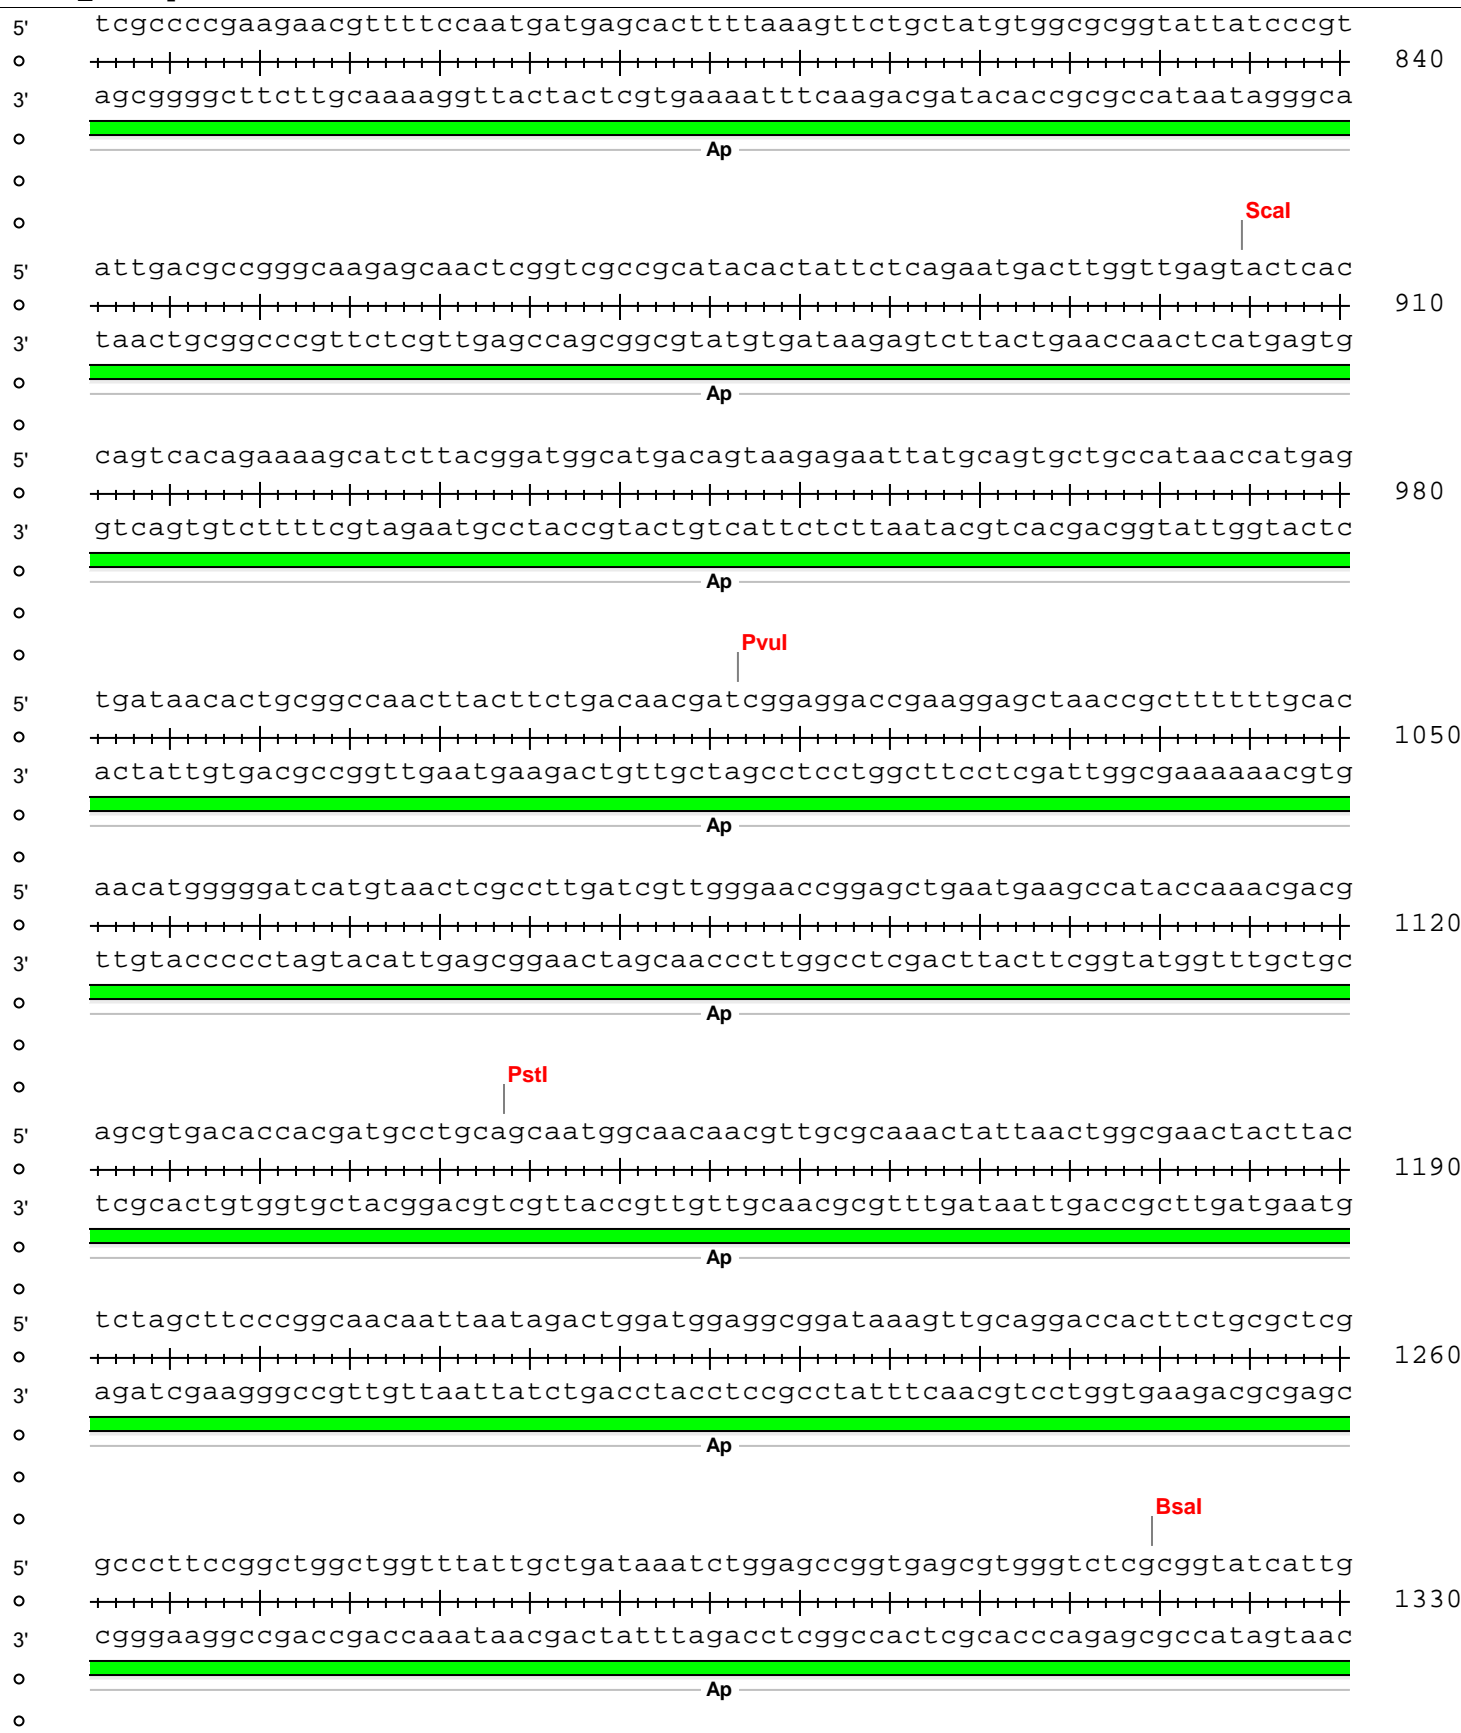 5' tcgccccgaagaacgttttccaatgatgagcacttttaaagttctgctatgtggcgcggtattatcccgt
840
3' agcggggcttcttgcaaaaggttactactcgtgaaaatttcaagacgatacaccgcgccataatagggca
Ap
ScaI
5' attgacgccgggcaagagcaactcggtcgccgcatacactattctcagaatgacttggttgagtactcac
910
3' taactgcggcccgttctcgttgagccagcggcgtatgtgataagagtcttactgaaccaactcatgagtg
Ap
5' cagtcacagaaaagcatcttacggatggcatgacagtaagagaattatgcagtgctgccataaccatgag
980
3' gtcagtgtcttttcgtagaatgcctaccgtactgtcattctcttaatacgtcacgacggtattggtactc
Ap
PvuI
5' tgataacactgcggccaacttacttctgacaacgatcggaggaccgaaggagctaaccgcttttttgcac
1050
3' actattgtgacgccggttgaatgaagactgttgctagcctcctggcttcctcgattggcgaaaaaacgtg
Ap
5' aacatgggggatcatgtaactcgccttgatcgttgggaaccggagctgaatgaagccataccaaacgacg
1120
3' ttgtaccccctagtacattgagcggaactagcaacccttggcctcgacttacttcggtatggtttgctgc
Ap
PstI
5' agcgtgacaccacgatgcctgcagcaatggcaacaacgttgcgcaaactattaactggcgaactacttac
1190
3' tcgcactgtggtgctacggacgtcgttaccgttgttgcaacgcgtttgataattgaccgcttgatgaatg
Ap
5' tctagcttcccggcaacaattaatagactggatggaggcggataaagttgcaggaccacttctgcgctcg
1260
3' agatcgaagggccgttgttaattatctgacctacctccgcctatttcaacgtcctggtgaagacgcgagc
Ap
BsaI
5' gcccttccggctggctggtttattgctgataaatctggagccggtgagcgtgggtctcgcggtatcattg
1330
3' cgggaaggccgaccgaccaaataacgactatttagacctcggccactcgcacccagagcgccatagtaac
Ap